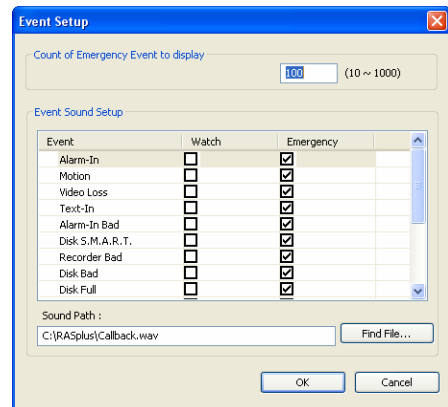 Event Setup
Count of Emergency Event to display
100 (10 ~ 1000)
Event Sound Setup
Event Watch Emergency
Alarm-In
Motion
Video Loss
Text-In
Alarm-In Bad
Disk S.M.A.R.T.
Recorder Bad
Disk Bad
Disk Full
Sound Path :
C:\RASplus\Callback.wav Find File...
OK Cancel